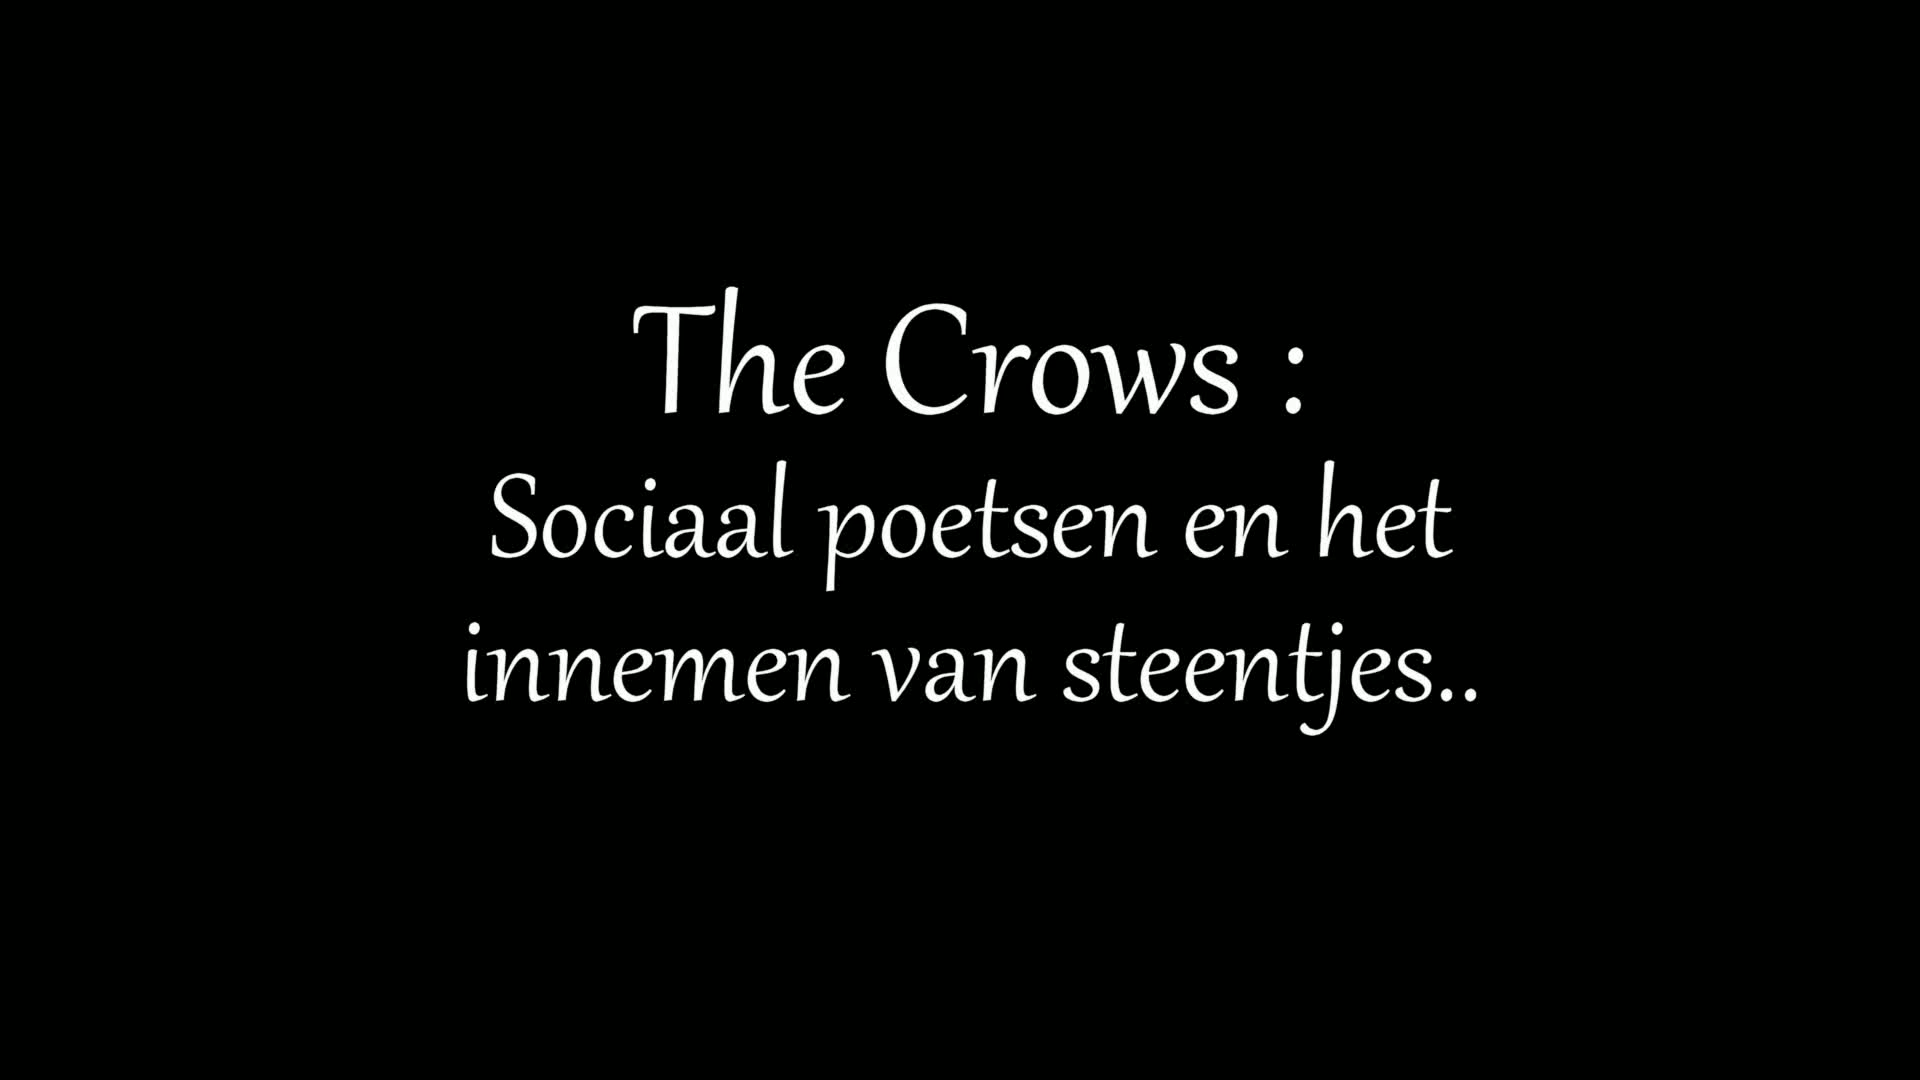 The Crows :
Sociaal poetsen en het
innemen van steentjes..